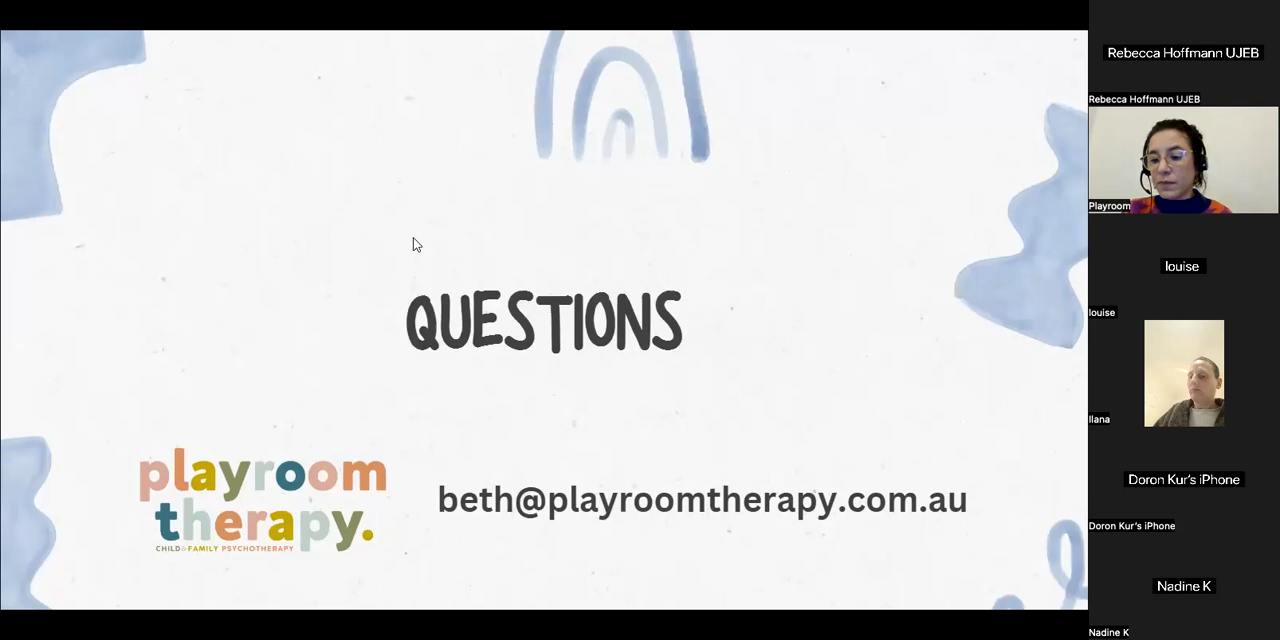 QUESTIONS
playroom
therapy.
CHILD & FAMILY PSYCHOTHERAPY
beth@playroomtherapy.com.au
Rebecca Hoffmann UJEB
Rebecca Hoffmann UJEB
Playroom
louise
louise
Ilana
Doron Kur's iPhone
Doron Kur's iPhone
Nadine K
Nadine K